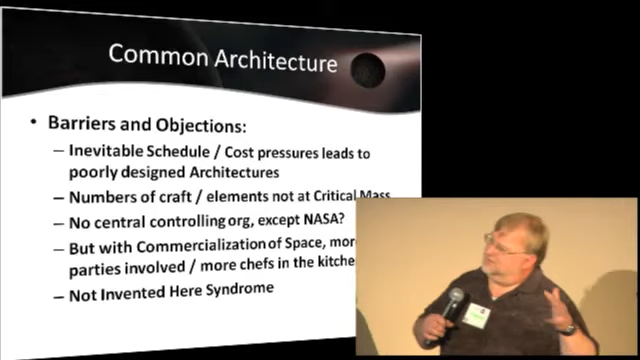 Common Architecture
• Barriers and Objections:
– Inevitable Schedule / Cost pressures leads to
poorly designed Architectures
– Numbers of craft / elements not at Critical Mass
– No central controlling org, except NASA?
– But with Commercialization of Space,
parties involved / more chefs in the
– Not Invented Here Syndrome